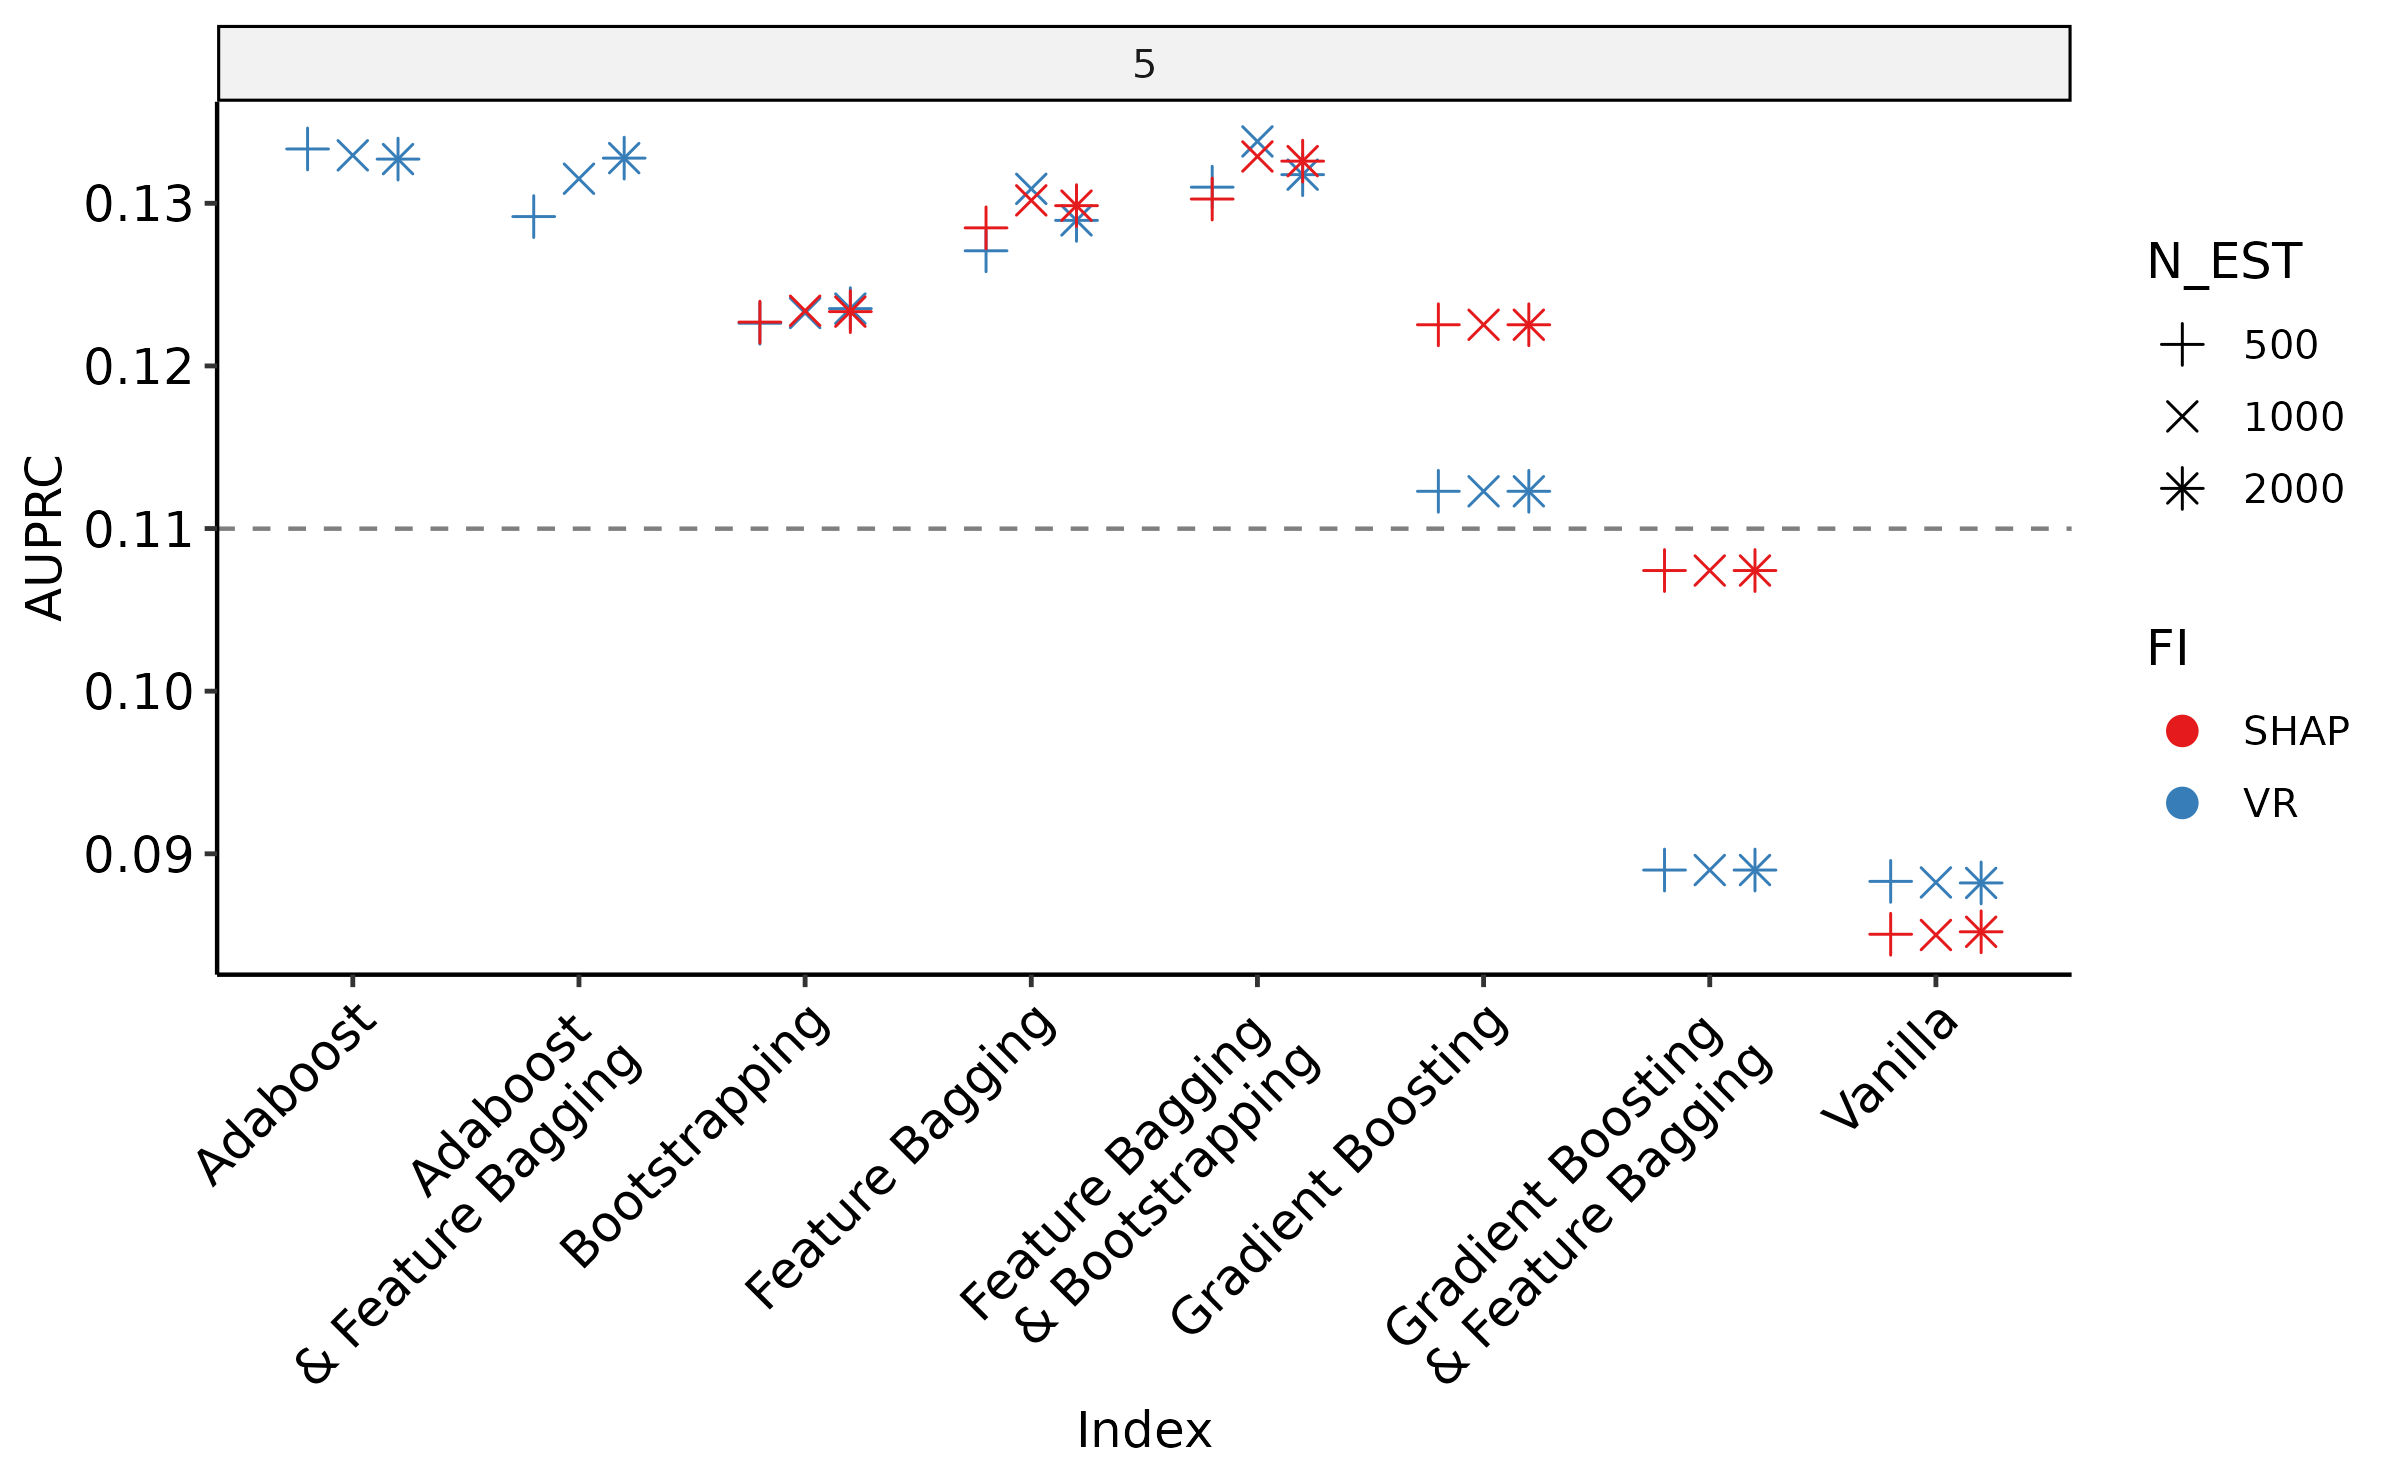 5
AUPRC
0.13
0.12
0.11
0.10
0.09
Adaboost
Adaboost
& Feature Bagging
Bootstrapping
Feature Bagging
Feature Bagging
& Bootstrapping
Gradient Boosting
Gradient Boosting
& Feature Bagging
Vanilla
Index
N_EST
500
1000
2000
FI
SHAP
VR